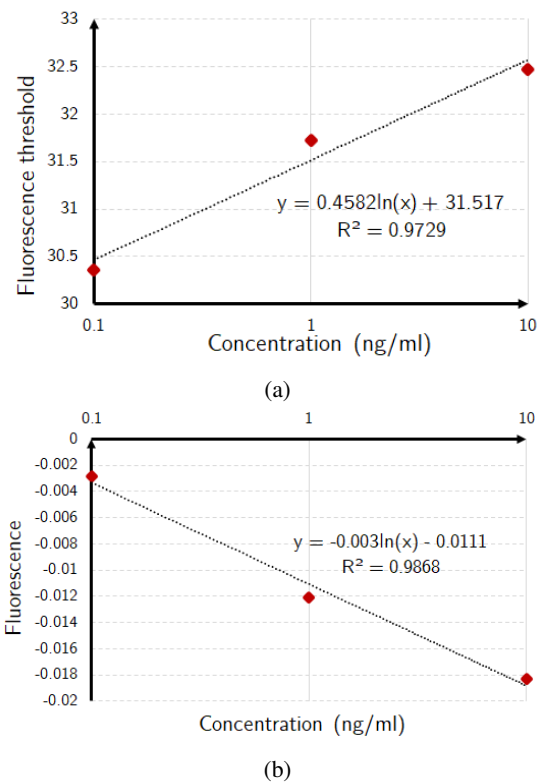 33
32.5
32
31.5
31
30.5
30
Fluorescence threshold
y = 0.4582ln(x) + 31.517
R² = 0.9729
0.1 1 10
Concentration (ng/ml)
(a)
0.1 1 10
0
-0.002
-0.004
-0.006
-0.008
-0.01
-0.012
-0.014
-0.016
-0.018
-0.02
Fluorescence
y = -0.003ln(x) - 0.0111
R² = 0.9868
Concentration (ng/ml)
(b)